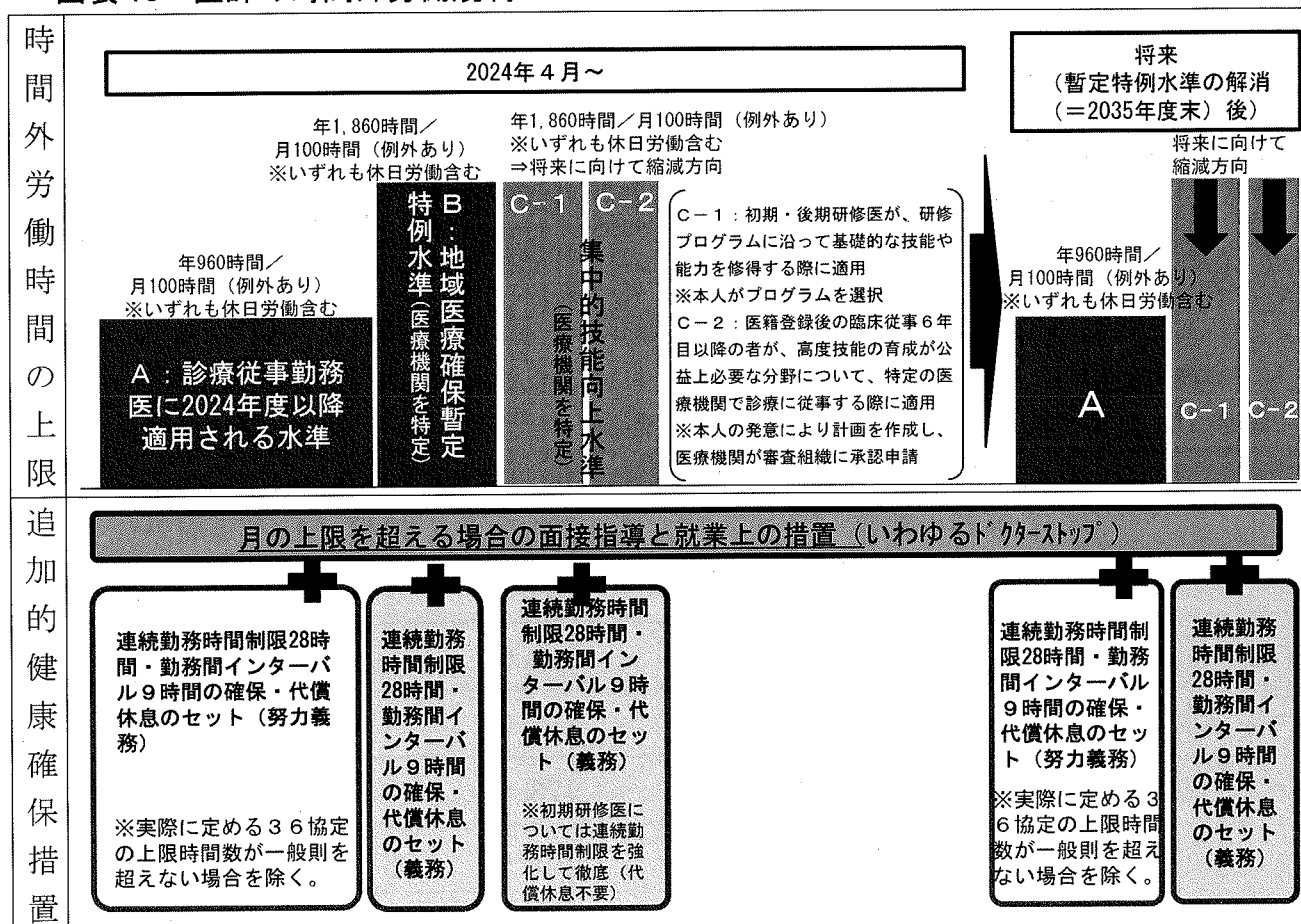 時間外労働時間の上限
2024年４月～
将来
(暫定特例水準の解消
(＝2035年度末）後)
年1,860時間／
月100時間（例外あり）
※いずれも休日労働含む
年1,860時間／月100時間（例外あり）
※いずれも休日労働含む
⇒将来に向けて縮減方向
将来に向けて
縮減方向
年960時間／
月100時間（例外あり）
※いずれも休日労働含む
Ａ：診療従事勤務
医に2024年度以降
適用される水準
Ｂ：地域医療確保暫定
特例水準（医療機関を特定）
Ｃ－１
Ｃ－２
集中的技能向上水準
（医療機関を特定）
Ｃ－１：初期・後期研修医が、研修
プログラムに沿って基礎的な技能や
能力を修得する際に適用
※本人がプログラムを選択
Ｃ－２：医籍登録後の臨床従事６年
目以降の者が、高度技能の育成が公
益上必要な分野について、特定の医
療機関で診療に従事する際に適用
※本人の発意により計画を作成し、
医療機関が審査組織に承認申請
年960時間／
月100時間（例外あり）
※いずれも休日労働含む
Ａ
Ｃ－１
Ｃ－２
追加的健康確保措置
月の上限を超える場合の面接指導と就業上の措置（いわゆるﾄﾞｸﾀｰｽﾄｯﾌﾟ）
連続勤務時間制限28時
間・勤務間インターバ
ル９時間の確保・代償
休息のセット（努力義
務）
※実際に定める３６協定
の上限時間数が一般則を
超えない場合を除く。
連続勤務
時間制限
28時間・
勤務間イ
ンターバ
ル９時間
の確保・
代償休息
のセット
（義務）
連続勤務時間
制限28時間・
勤務間イン
ターバル９時
間の確保・代
償休息のセッ
ト（義務）
※初期研修医に
ついては連続勤
務時間制限を強
化して徹底（代
償休息不要）
連続勤務時間制
限28時間・勤務
間インターバル
９時間の確保・
代償休息のセッ
ト（努力義務）
※実際に定める３
６協定の上限時間
数が一般則を超え
ない場合を除く。
連続勤務
時間制限
28時間・
勤務間イ
ンターバ
ル９時間
の確保・
代償休息
のセット
（義務）